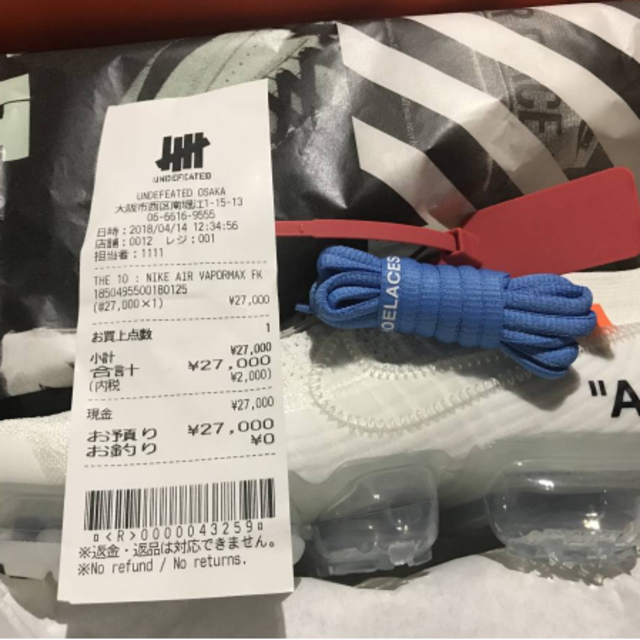 UNDEFEATED
UNDEFEATED OSAKA
大阪市西区南堀江1-15-13
06-6616-9555
日時：2018/04/14 12:34:56
店舗：0012 レジ：001
担当者：1111
THE 10 : NIKE AIR VAPORMAX FK
1850495500180125
(@27,000×1) ¥27,000
お買上点数 1
小計 ¥27,000
合計 ¥27,000
(内税 ¥2,000)
現金 ¥27,000
お預り ¥27,000
お釣り ¥0
¤<R>0000043259¤
※返金・返品は対応できません。
※No refund / No returns.
OELACES
"A